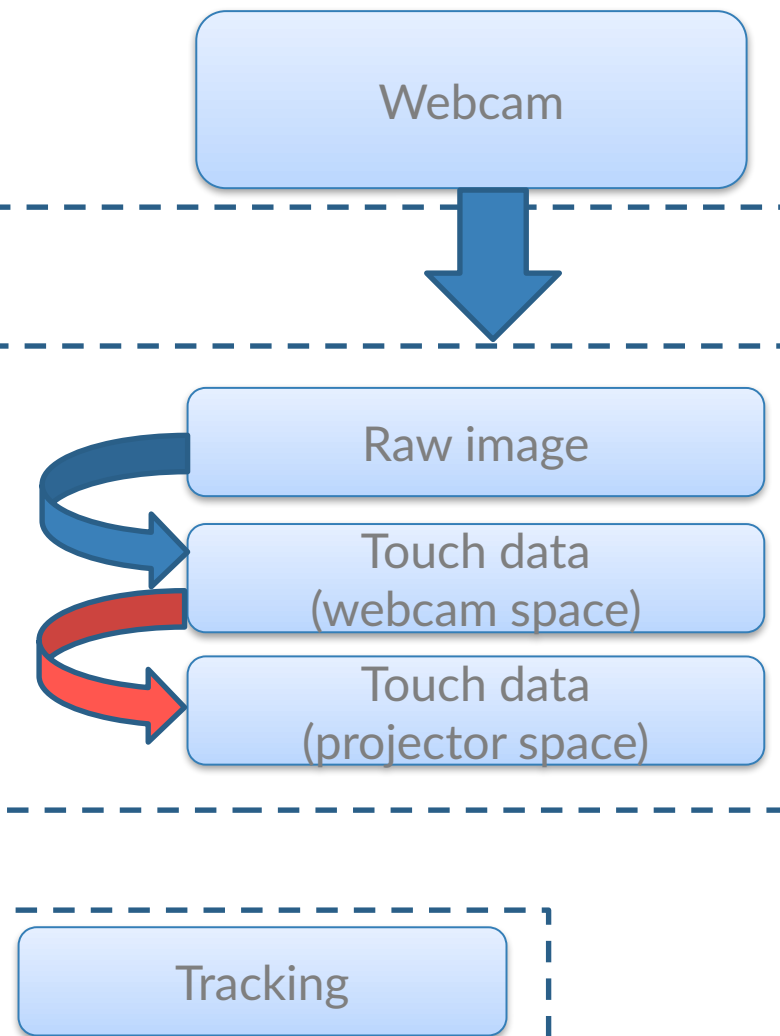 Webcam
Raw image
Touch data
(webcam space)
Touch data
(projector space)
Tracking